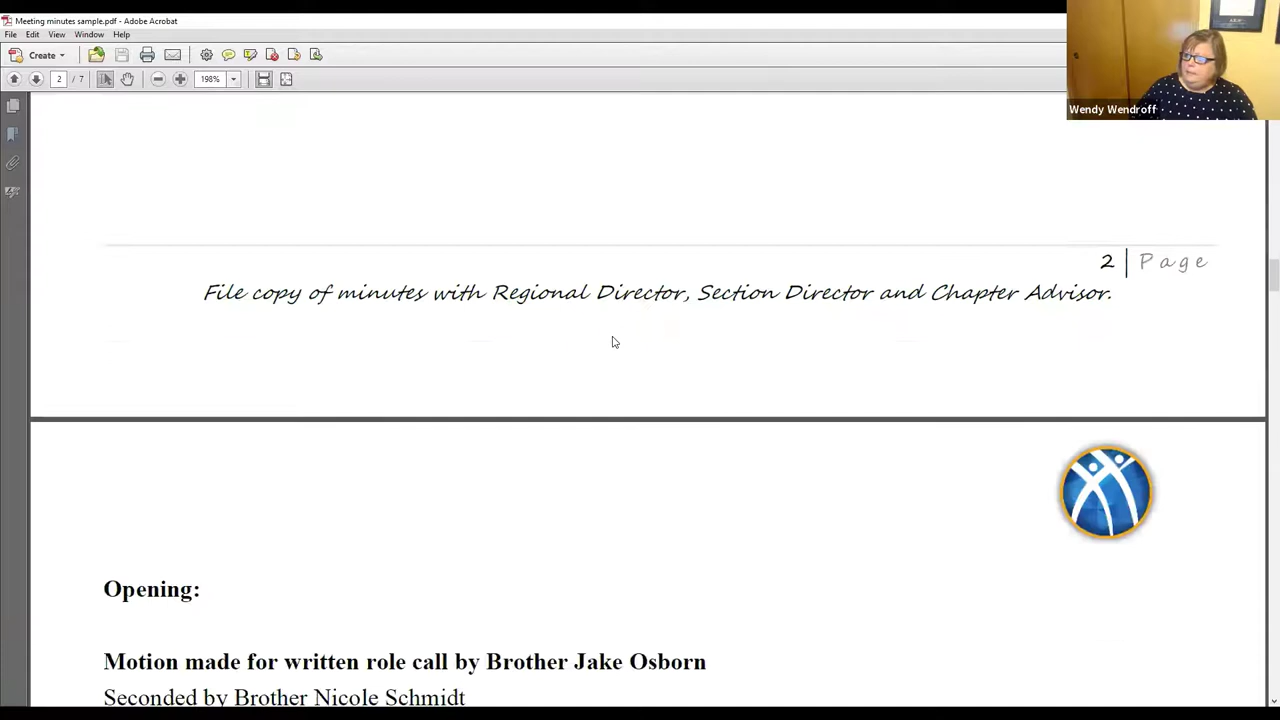 Meeting minutes sample.pdf - Adobe Acrobat
File Edit View Window Help
Create
2 / 7 198%
Wendy Wendroff
2 | Page
File copy of minutes with Regional Director, Section Director and Chapter Advisor.
Opening:
Motion made for written role call by Brother Jake Osborn
Seconded by Brother Nicole Schmidt